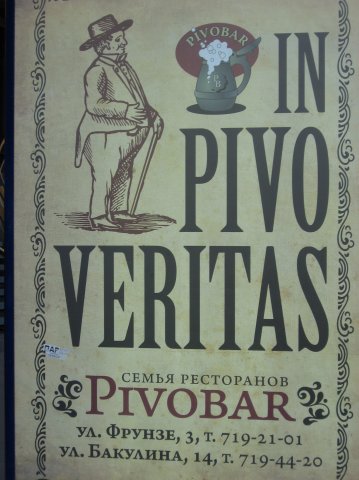 PIVOBAR
P
B
IN
PIVO
VERITAS
СЕМЬЯ РЕСТОРАНОВ
PIVOBAR
ул. Фрунзе, 3, т. 719-21-01
ул. Бакулина, 14, т. 719-44-20